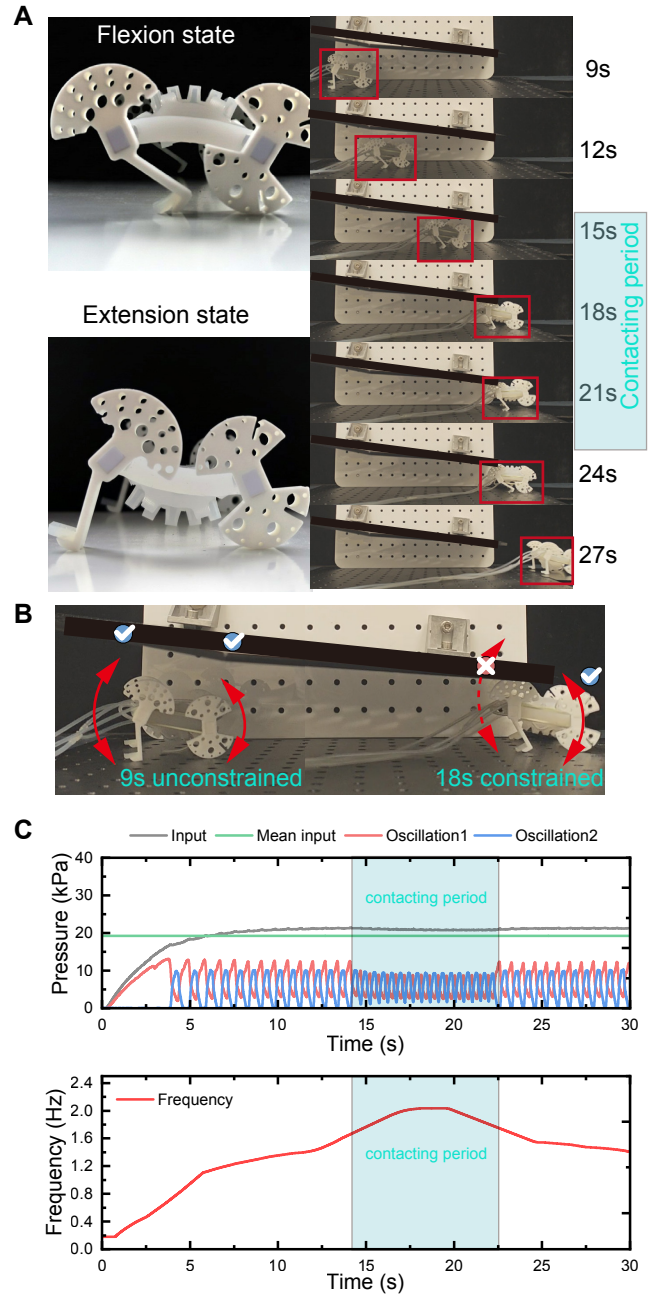 A
Flexion state
Extension state
9s
12s
15s
18s
21s
24s
27s
Contacting period
B
9s unconstrained
18s constrained
C
Input
Mean input
Oscillation1
Oscillation2
40
30
20
10
0
Pressure (kPa)
contacting period
0
5
10
15
20
25
30
Time (s)
2.4
2.0
1.6
1.2
0.8
0.4
0.0
Frequency (Hz)
Frequency
contacting period
0
5
10
15
20
25
30
Time (s)